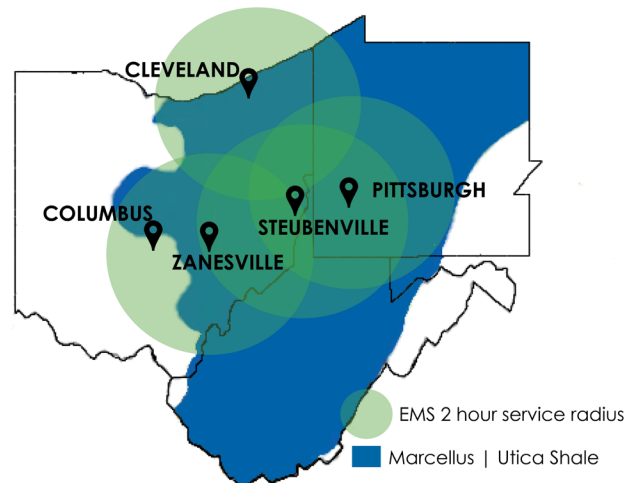 CLEVELAND
PITTSBURGH
COLUMBUS
STEUBENVILLE
ZANESVILLE
EMS 2 hour service radius
Marcellus | Utica Shale